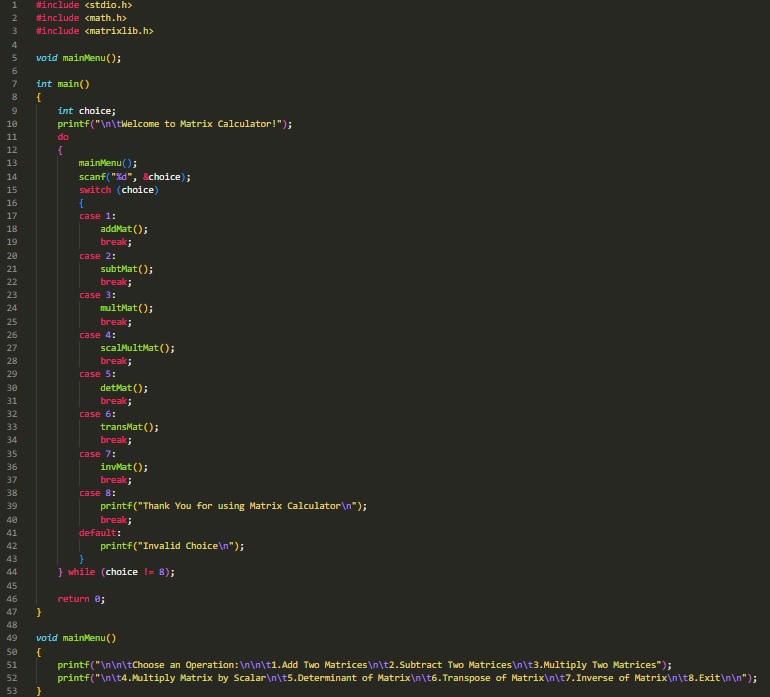 1 #include <stdio.h>
2 #include <math.h>
3 #include <matrixlib.h>
4
5 void mainMenu();
6
7 int main()
8 {
9     int choice;
10     printf("\n\tWelcome to Matrix Calculator!");
11     do
12     {
13         mainMenu();
14         scanf("%d", &choice);
15         switch (choice)
16         {
17         case 1:
18             addMat();
19             break;
20         case 2:
21             subtMat();
22             break;
23         case 3:
24             multMat();
25             break;
26         case 4:
27             scalMultMat();
28             break;
29         case 5:
30             detMat();
31             break;
32         case 6:
33             transMat();
34             break;
35         case 7:
36             invMat();
37             break;
38         case 8:
39             printf("Thank You for using Matrix Calculator\n");
40             break;
41         default:
42             printf("Invalid Choice\n");
43         }
44     } while (choice != 8);
45
46     return 0;
47 }
48
49 void mainMenu()
50 {
51     printf("\n\n\tChoose an Operation:\n\n\t1.Add Two Matrices\n\t2.Subtract Two Matrices\n\t3.Multiply Two Matrices");
52     printf("\n\t4.Multiply Matrix by Scalar\n\t5.Determinant of Matrix\n\t6.Transpose of Matrix\n\t7.Inverse of Matrix\n\t8.Exit\n\n");
53 }